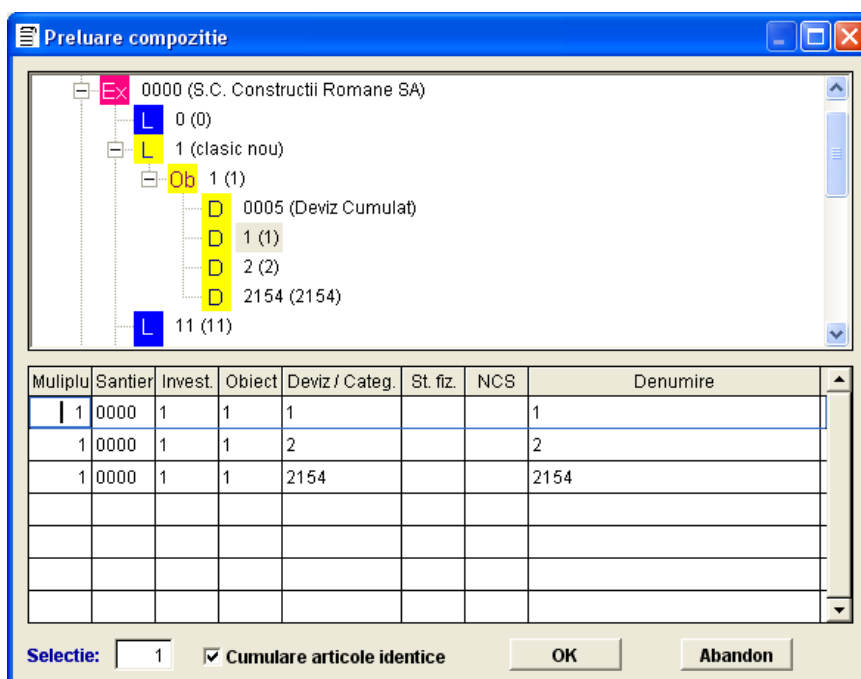 Preluare compozitie
Ex 0000 (S.C. Constructii Romane SA)
L 0 (0)
L 1 (clasic nou)
Ob 1 (1)
D 0005 (Deviz Cumulat)
D 1 (1)
D 2 (2)
D 2154 (2154)
L 11 (11)
Muliplu Santier Invest. Obiect Deviz / Categ. St. fiz. NCS Denumire
1 0000 1 1 1 1
1 0000 1 1 2 2
1 0000 1 1 2154 2154
Selectie: 1 Cumulare articole identice OK Abandon